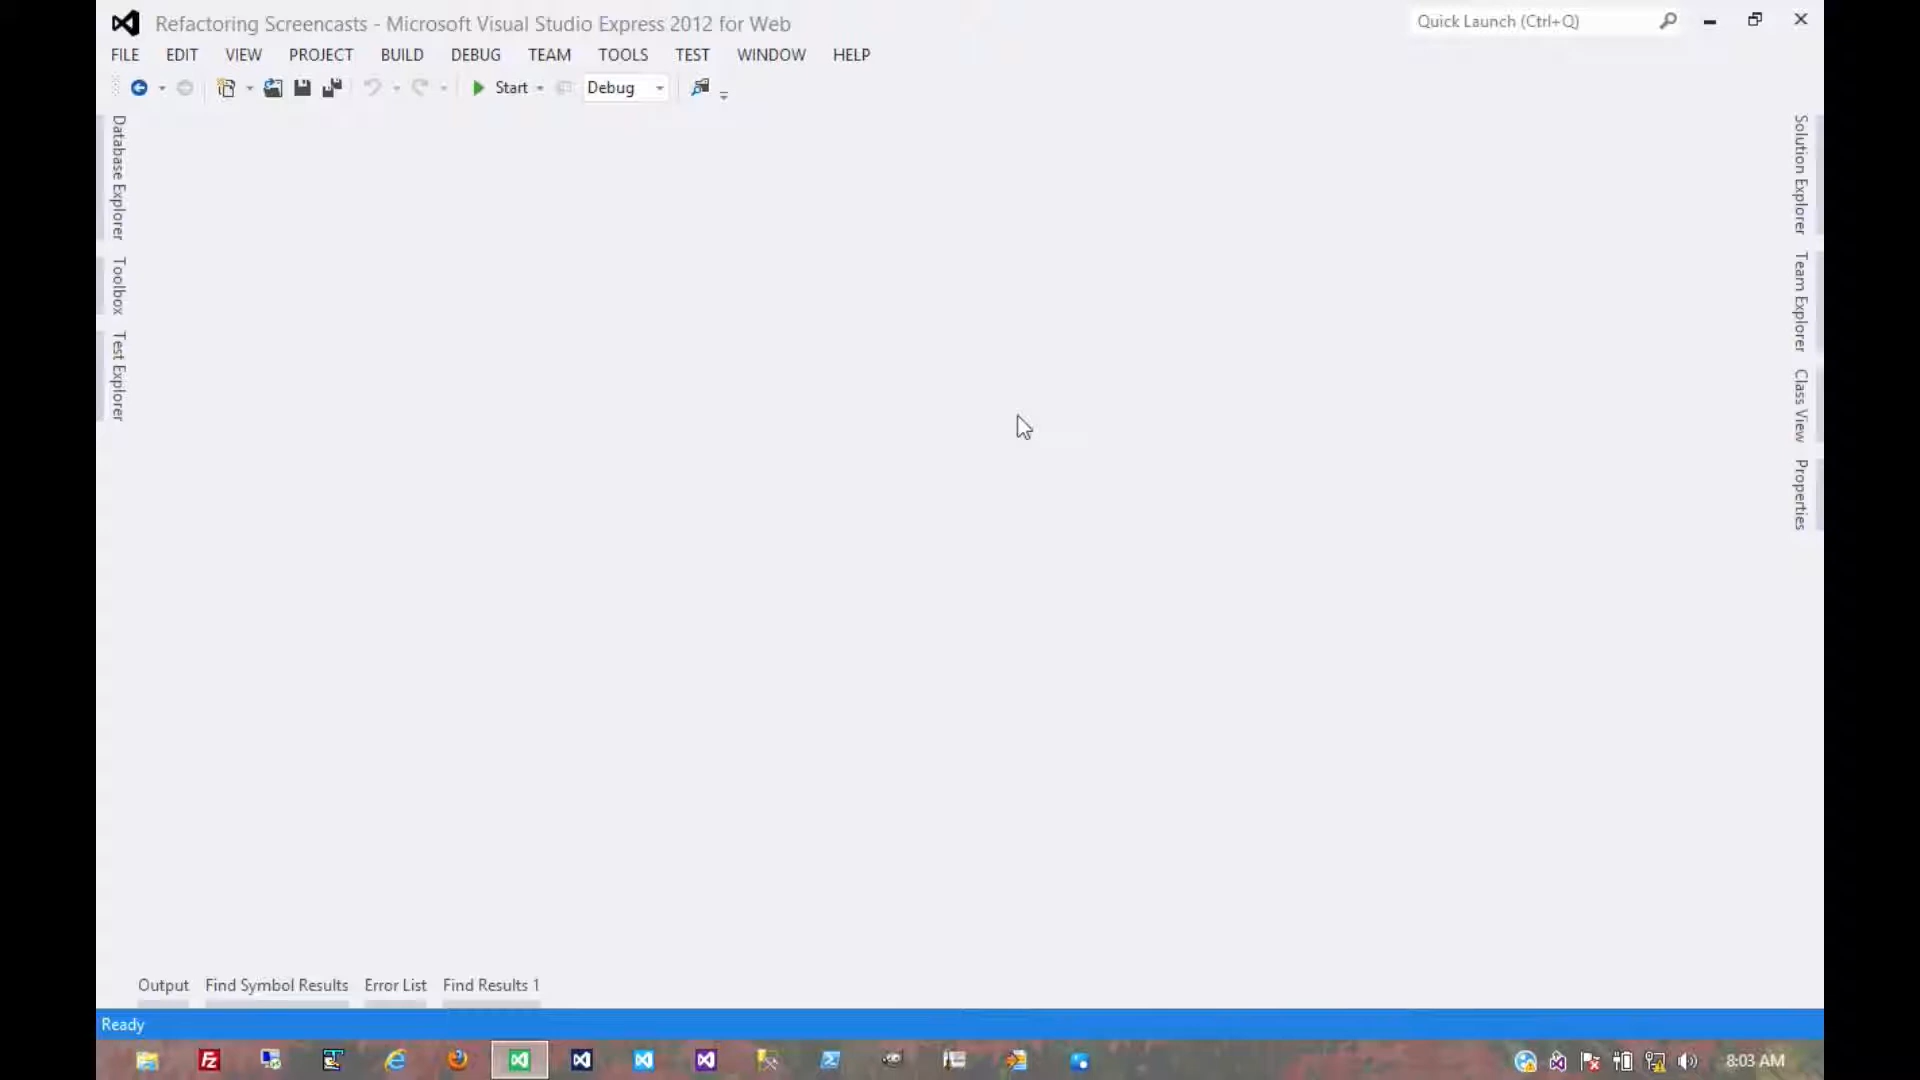 Refactoring Screencasts - Microsoft Visual Studio Express 2012 for Web
Quick Launch (Ctrl+Q)
FILE EDIT VIEW PROJECT BUILD DEBUG TEAM TOOLS TEST WINDOW HELP
Start Debug
Database Explorer
Toolbox
Test Explorer
Solution Explorer
Team Explorer
Class View
Properties
Output Find Symbol Results Error List Find Results 1
Ready
Fz
8:03 AM